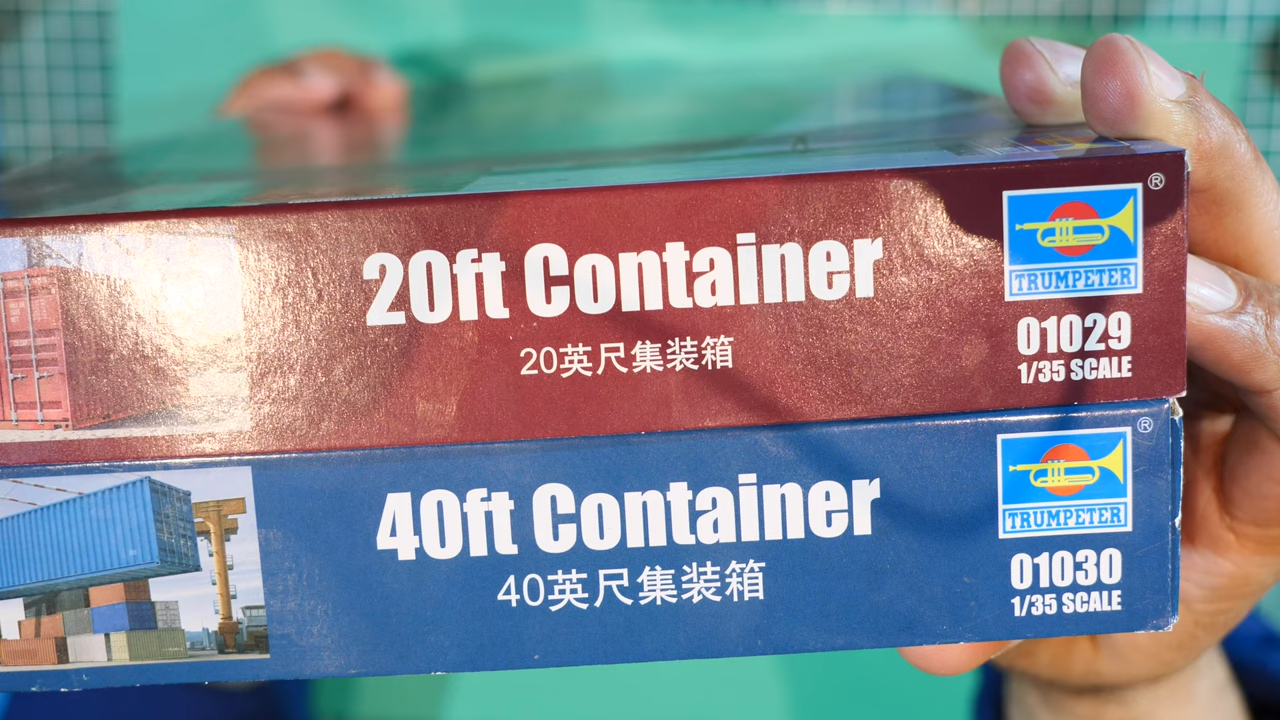 20ft Container
20英尺集装箱
®
TRUMPETER
01029
1/35 SCALE
40ft Container
40英尺集装箱
®
TRUMPETER
01030
1/35 SCALE